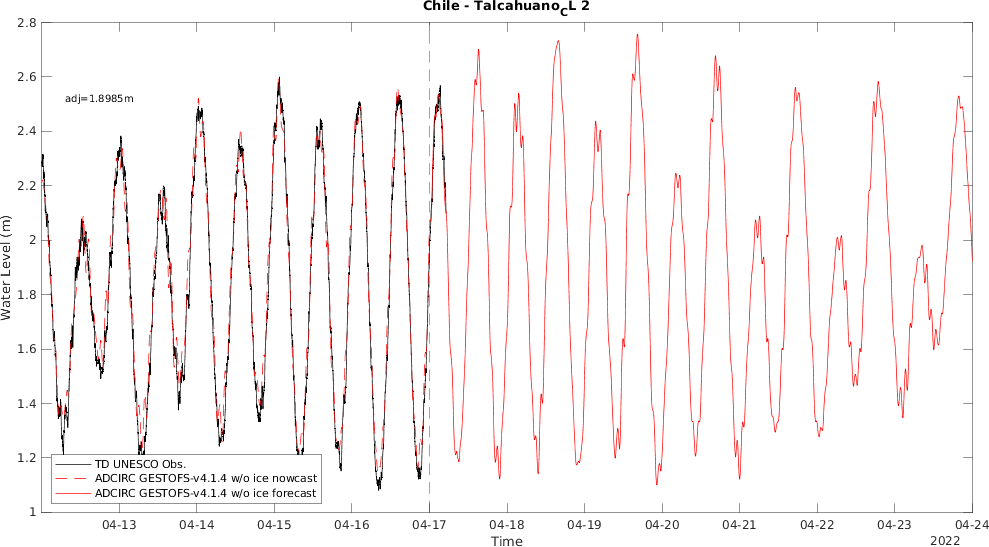 Chile - Talcahuano_CL 2
2.8
2.6
adj=1.8985m
2.4
2.2
2
1.8
1.6
1.4
1.2
1
Water Level (m)
TD UNESCO Obs.
ADCIRC GESTOFS-v4.1.4 w/o ice nowcast
ADCIRC GESTOFS-v4.1.4 w/o ice forecast
04-13 04-14 04-15 04-16 04-17 04-18 04-19 04-20 04-21 04-22 04-23 04-24
Time
2022